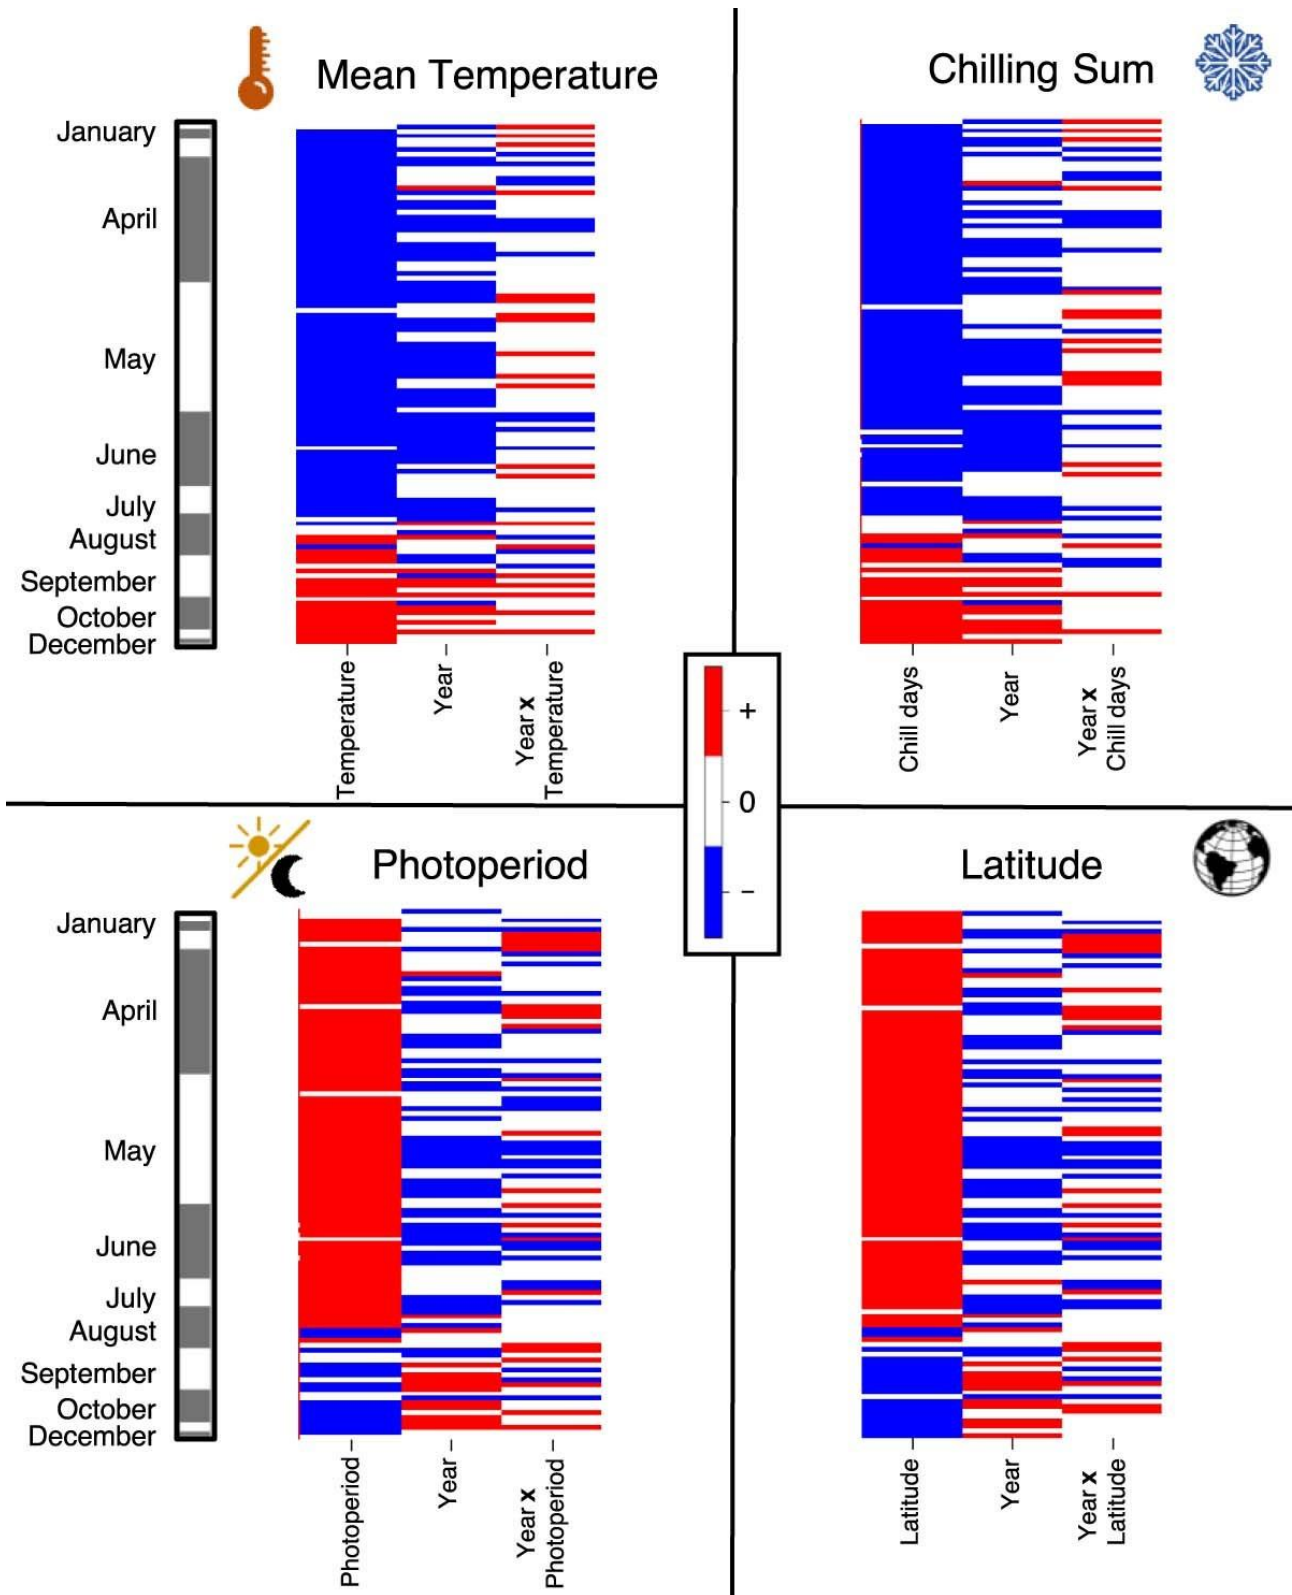 Mean Temperature
Chilling Sum
January
April
May
June
July
August
September
October
December
Temperature
Year
Year x
Temperature
Chill days
Year
Year x
Chill days
+
0
−
Photoperiod
Latitude
January
April
May
June
July
August
September
October
December
Photoperiod
Year
Year x
Photoperiod
Latitude
Year
Year x
Latitude